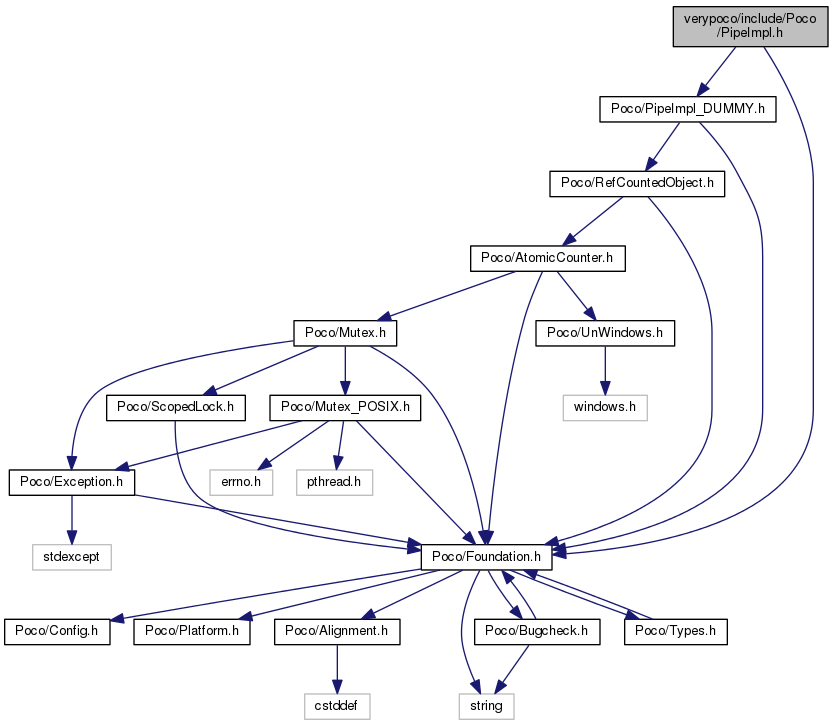 verypoco/include/Poco
/PipeImpl.h
Poco/PipeImpl_DUMMY.h
Poco/RefCountedObject.h
Poco/AtomicCounter.h
Poco/Mutex.h
Poco/UnWindows.h
Poco/ScopedLock.h
Poco/Mutex_POSIX.h
windows.h
Poco/Exception.h
errno.h
pthread.h
stdexcept
Poco/Foundation.h
Poco/Config.h
Poco/Platform.h
Poco/Alignment.h
Poco/Bugcheck.h
Poco/Types.h
cstddef
string